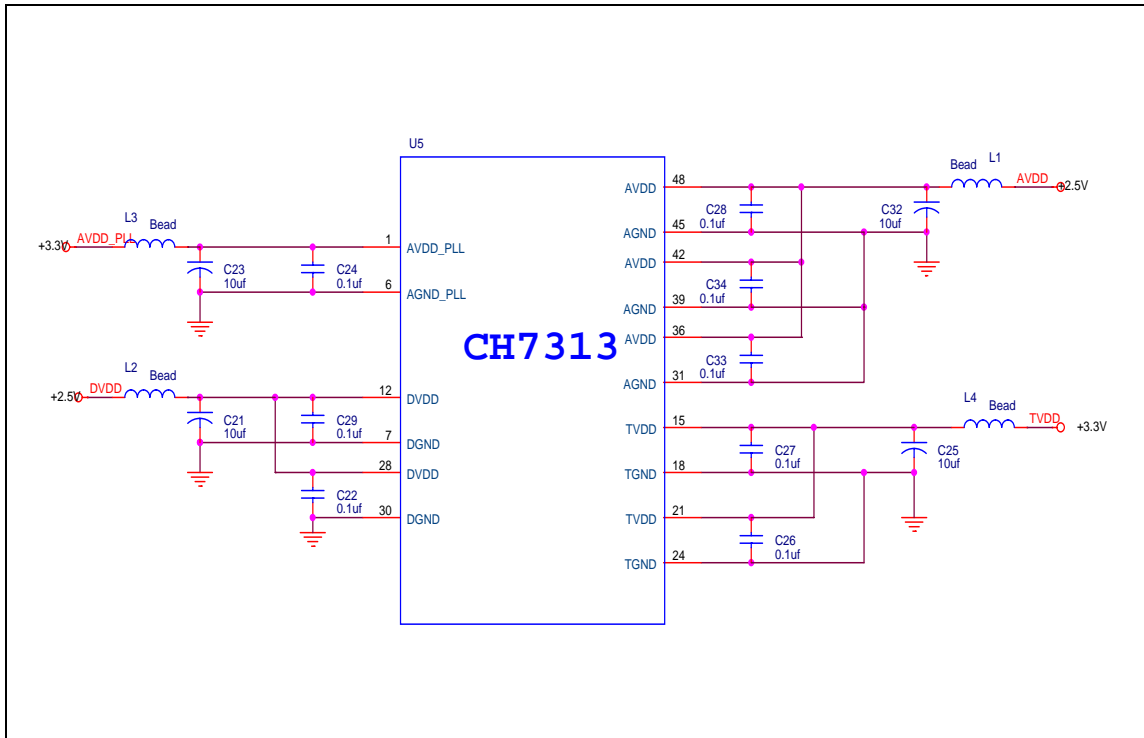 U5
CH7313
+3.3V
AVDD_PLL
L3
Bead
C23
10uf
C24
0.1uf
1
AVDD_PLL
6
AGND_PLL
+2.5V
DVDD
L2
Bead
C21
10uf
C29
0.1uf
C22
0.1uf
12
DVDD
7
DGND
28
DVDD
30
DGND
AVDD
48
AGND
45
AVDD
42
AGND
39
AVDD
36
AGND
31
TVDD
15
TGND
18
TVDD
21
TGND
24
C28
0.1uf
C34
0.1uf
C33
0.1uf
C32
10uf
Bead
L1
AVDD
+2.5V
C27
0.1uf
C26
0.1uf
C25
10uf
L4
Bead
TVDD
+3.3V